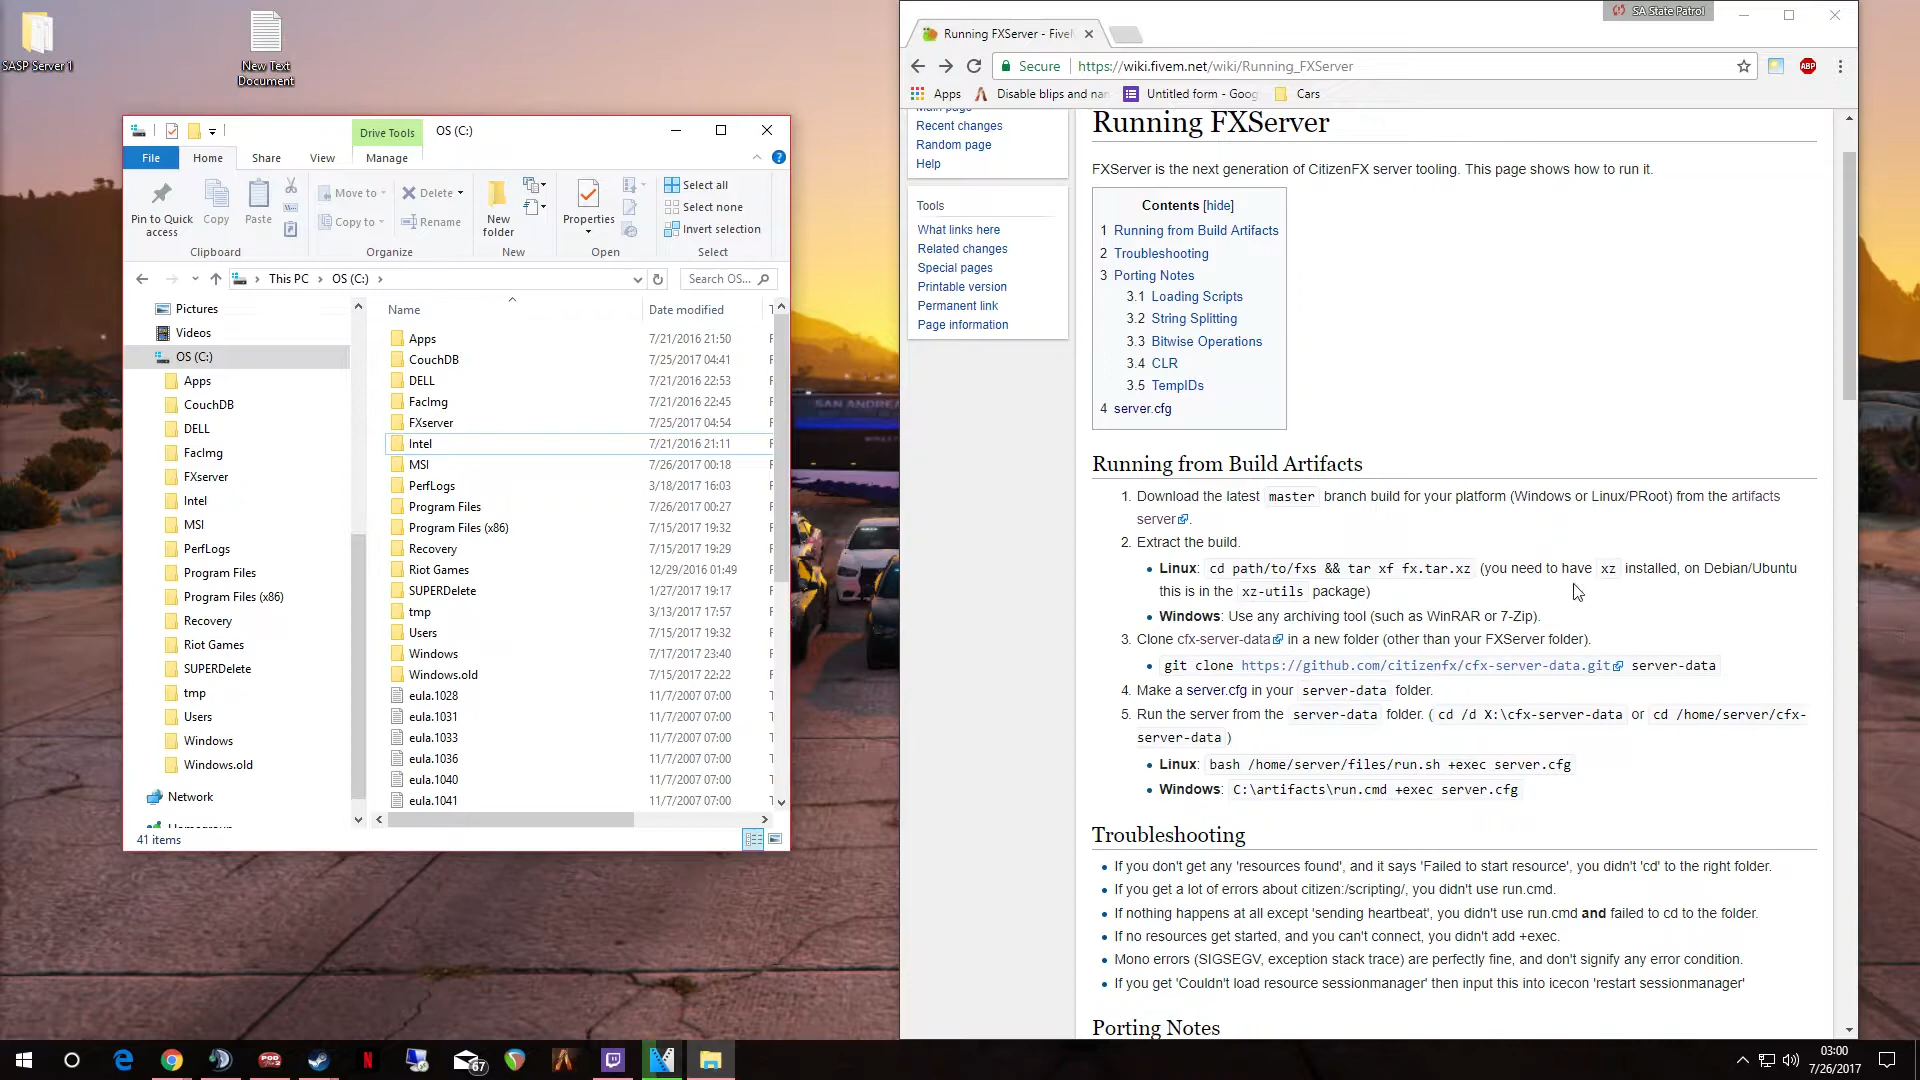 SASP Server 1
New Text
Document
Drive Tools
OS (C:)
File
Home
Share
View
Manage
Pin to Quick
access
Copy
Paste
Move to
Copy to
Delete
Rename
New
folder
Properties
Select all
Select none
Invert selection
Clipboard
Organize
New
Open
Select
This PC
OS (C:)
Search OS...
Pictures
Videos
OS (C:)
Apps
CouchDB
DELL
FacImg
FXserver
Intel
MSI
PerfLogs
Program Files
Program Files (x86)
Recovery
Riot Games
SUPERDelete
tmp
Users
Windows
Windows.old
Network
Name Date modified
Apps 7/21/2016 21:50
CouchDB 7/25/2017 04:41
DELL 7/21/2016 22:53
FacImg 7/21/2016 22:45
FXserver 7/25/2017 04:54
Intel 7/21/2016 21:11
MSI 7/26/2017 00:18
PerfLogs 3/18/2017 16:03
Program Files 7/26/2017 00:27
Program Files (x86) 7/15/2017 19:32
Recovery 7/15/2017 19:29
Riot Games 12/29/2016 01:49
SUPERDelete 1/27/2017 19:17
tmp 3/13/2017 17:57
Users 7/15/2017 19:32
Windows 7/17/2017 23:40
Windows.old 7/15/2017 22:22
eula.1028 11/7/2007 07:00
eula.1031 11/7/2007 07:00
eula.1033 11/7/2007 07:00
eula.1036 11/7/2007 07:00
eula.1040 11/7/2007 07:00
eula.1041 11/7/2007 07:00
41 items
SAN ANDREA
SA State Patrol
Running FXServer - Five
Secure https://wiki.fivem.net/wiki/Running_FXServer
ABP
Apps Disable blips and nam Untitled form - Goog Cars
Main page
Recent changes
Random page
Help
Tools
What links here
Related changes
Special pages
Printable version
Permanent link
Page information
Running FXServer
FXServer is the next generation of CitizenFX server tooling. This page shows how to run it.
Contents [hide]
1 Running from Build Artifacts
2 Troubleshooting
3 Porting Notes
3.1 Loading Scripts
3.2 String Splitting
3.3 Bitwise Operations
3.4 CLR
3.5 TempIDs
4 server.cfg
Running from Build Artifacts
1. Download the latest master branch build for your platform (Windows or Linux/PRoot) from the artifacts
server.
2. Extract the build.
Linux: cd path/to/fxs && tar xf fx.tar.xz (you need to have xz installed, on Debian/Ubuntu
this is in the xz-utils package)
Windows: Use any archiving tool (such as WinRAR or 7-Zip).
3. Clone cfx-server-data in a new folder (other than your FXServer folder).
git clone https://github.com/citizenfx/cfx-server-data.git server-data
4. Make a server.cfg in your server-data folder.
5. Run the server from the server-data folder. ( cd /d X:\cfx-server-data or cd /home/server/cfx-
server-data )
Linux: bash /home/server/files/run.sh +exec server.cfg
Windows: C:\artifacts\run.cmd +exec server.cfg
Troubleshooting
If you don't get any 'resources found', and it says 'Failed to start resource', you didn't 'cd' to the right folder.
If you get a lot of errors about citizen:/scripting/, you didn't use run.cmd.
If nothing happens at all except 'sending heartbeat', you didn't use run.cmd and failed to cd to the folder.
If no resources get started, and you can't connect, you didn't add +exec.
Mono errors (SIGSEGV, exception stack trace) are perfectly fine, and don't signify any error condition.
If you get 'Couldn't load resource sessionmanager' then input this into icecon 'restart sessionmanager'
Porting Notes
67
03:00
7/26/2017